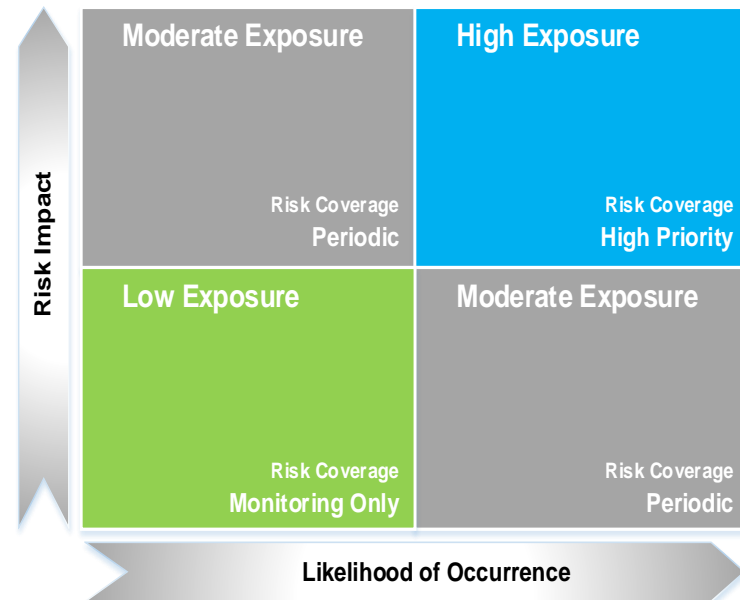 Moderate Exposure
Risk Coverage
Periodic
High Exposure
Risk Coverage
High Priority
Risk Impact
Low Exposure
Risk Coverage
Monitoring Only
Moderate Exposure
Risk Coverage
Periodic
Likelihood of Occurrence